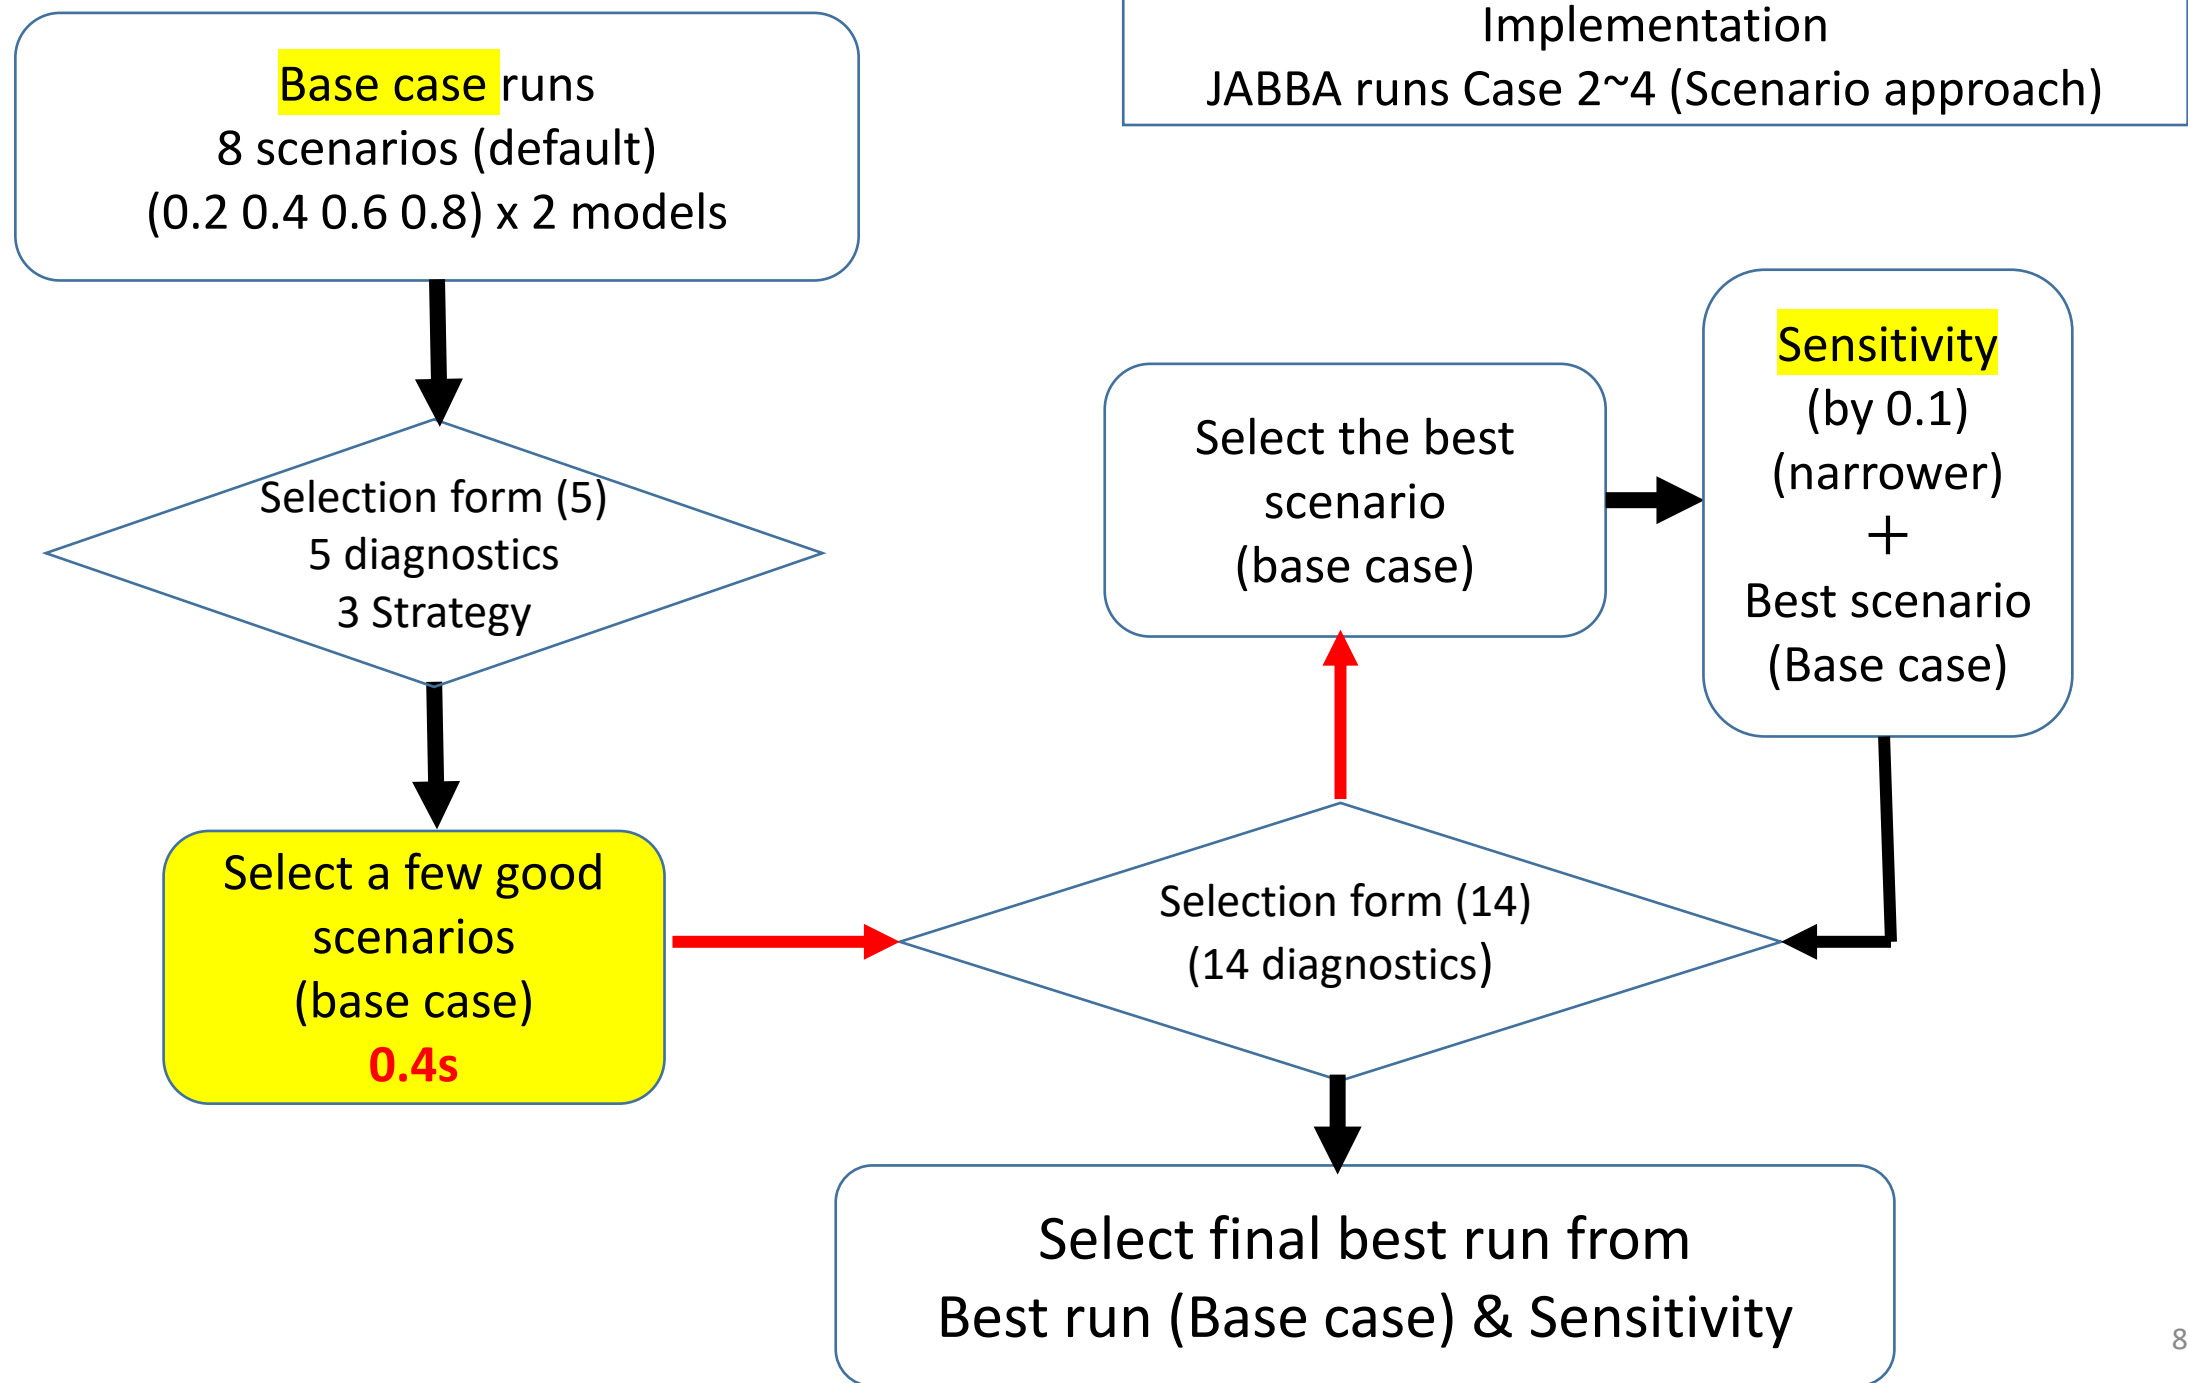 Implementation
JABBA runs Case 2~4 (Scenario approach)
Base case runs
8 scenarios (default)
(0.2 0.4 0.6 0.8) x 2 models
Selection form (5)
5 diagnostics
3 Strategy
Select a few good
scenarios
(base case)
0.4s
Select the best
scenario
(base case)
Sensitivity
(by 0.1)
(narrower)
+
Best scenario
(Base case)
Selection form (14)
(14 diagnostics)
Select final best run from
Best run (Base case) & Sensitivity
8